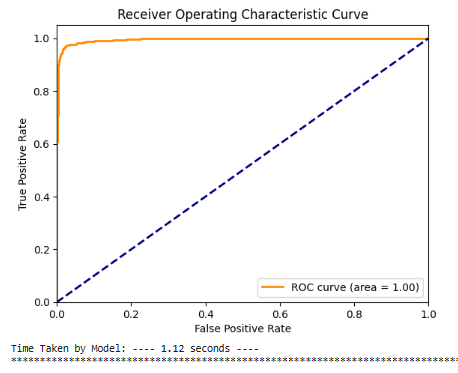 Receiver Operating Characteristic Curve
1.0
0.8
0.6
0.4
0.2
0.0
True Positive Rate
ROC curve (area = 1.00)
0.0 0.2 0.4 0.6 0.8 1.0
False Positive Rate
Time Taken by Model: ---- 1.12 seconds ----
********************************************************************************